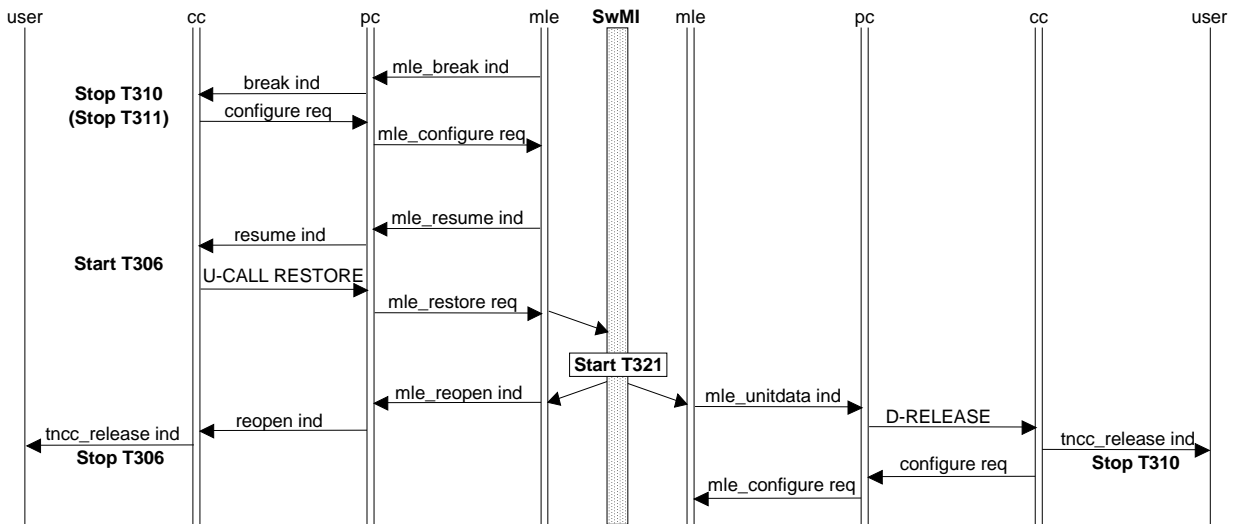 user cc pc mle SwMI mle pc cc user
mle_break ind
break ind
Stop T310
(Stop T311)
configure req
mle_configure req
mle_resume ind
resume ind
Start T306
U-CALL RESTORE
mle_restore req
Start T321
mle_reopen ind
mle_unitdata ind
reopen ind
D-RELEASE
tncc_release ind
Stop T306
tncc_release ind
Stop T310
configure req
mle_configure req